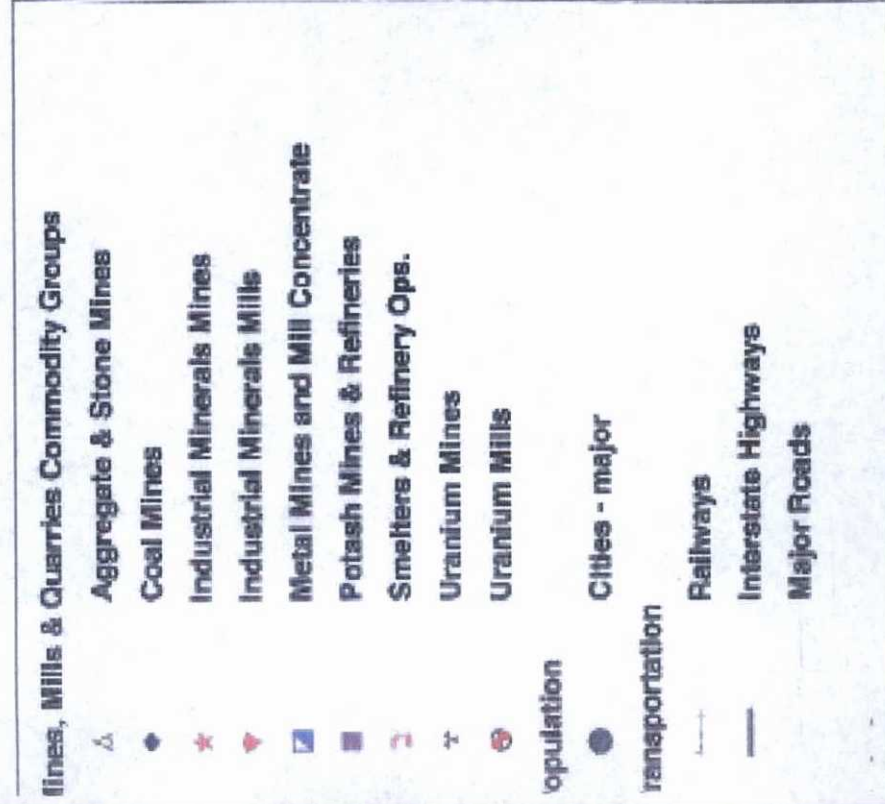 lines, Mills & Quarries Commodity Groups
Aggregate & Stone Mines
Coal Mines
Industrial Minerals Mines
Industrial Minerals Mills
Metal Mines and Mill Concentrate
Potash Mines & Refineries
Smelters & Refinery Ops.
Uranium Mines
Uranium Mills
opulation
Cities - major
ransportation
Railways
Interstate Highways
Major Roads